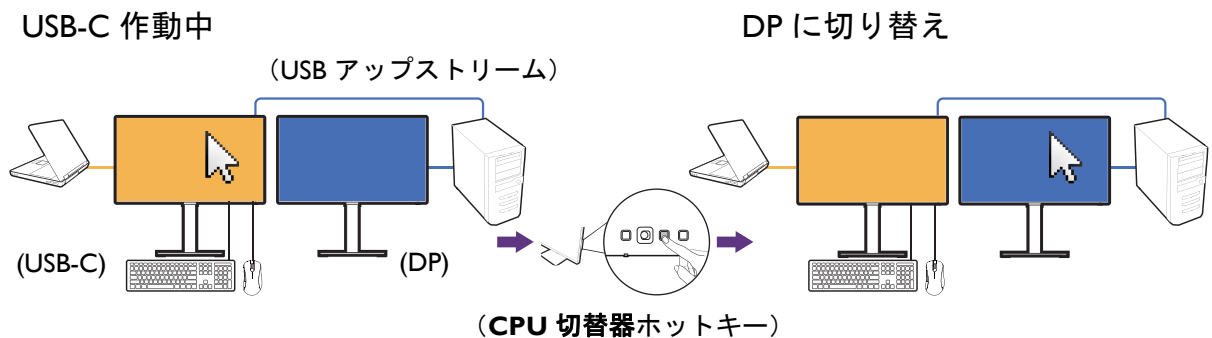 USB-C 作動中
DP に切り替え
（USB アップストリーム）
(USB-C)
(DP)
（CPU 切替器ホットキー）